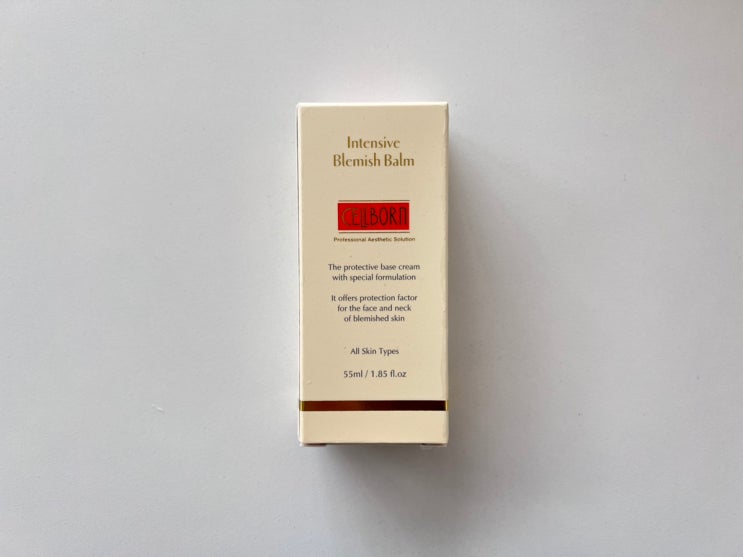 Intensive
Blemish Balm
CELLBORN
Professional Aesthetic Solution
The protective base cream
with special formulation
It offers protection factor
for the face and neck
of blemished skin
All Skin Types
55ml / 1.85 fl.oz